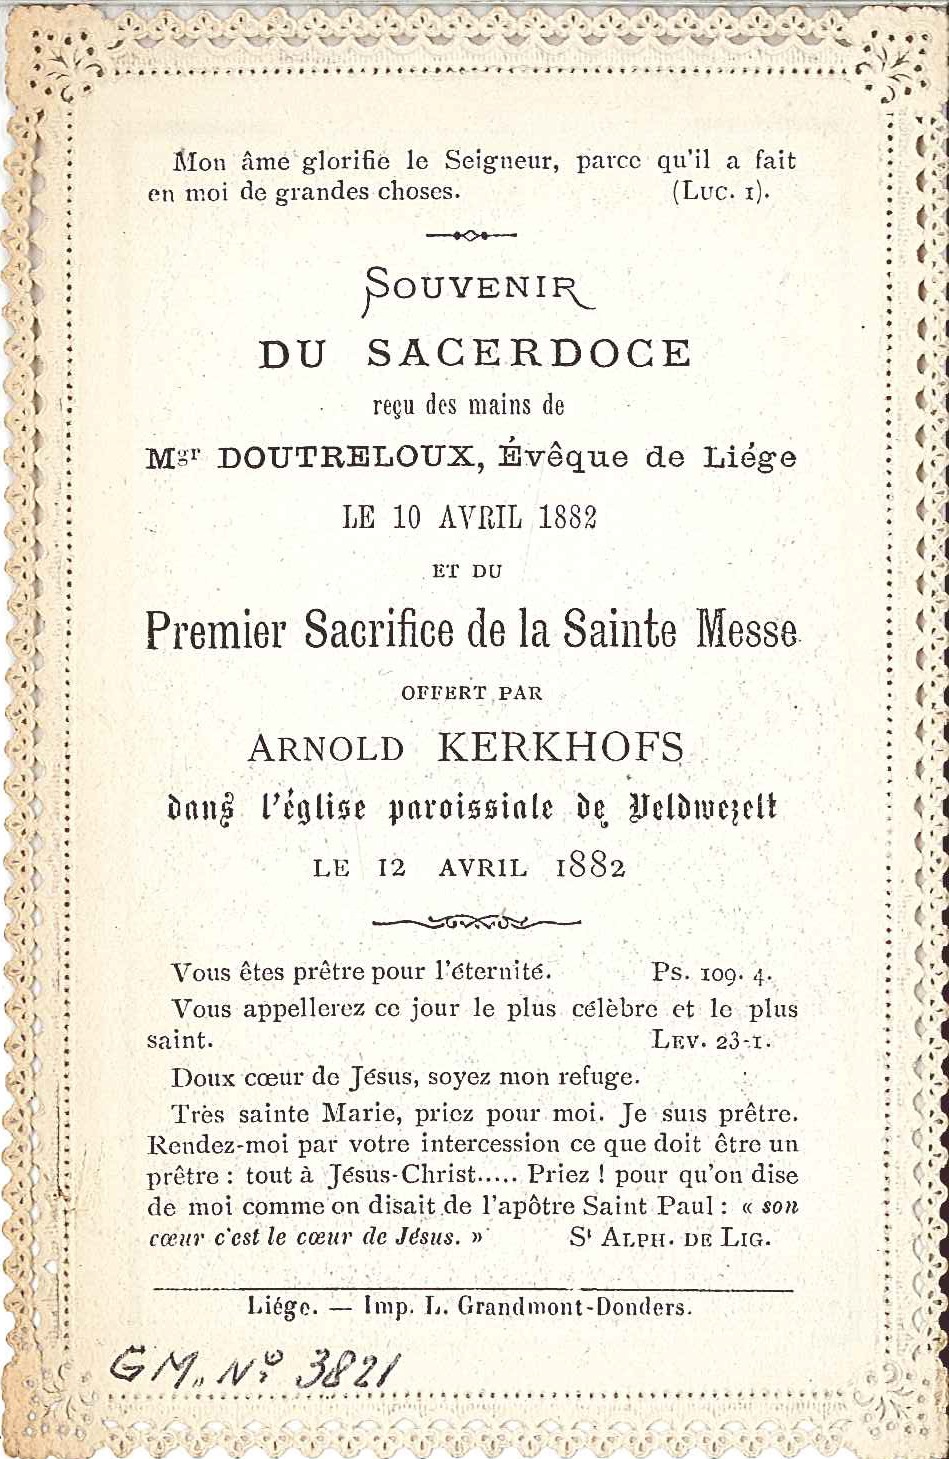 Mon âme glorifie le Seigneur, parce qu'il a fait
en moi de grandes choses. (Luc. 1).
Souvenir
DU SACERDOCE
reçu des mains de
Mgr DOUTRELOUX, Évêque de Liége
LE 10 AVRIL 1882
ET DU
Premier Sacrifice de la Sainte Messe
OFFERT PAR
ARNOLD KERKHOFS
dans l'église paroissiale de Veldwezelt
LE 12 AVRIL 1882
Vous êtes prêtre pour l'éternité. Ps. 109. 4.
Vous appellerez ce jour le plus célèbre et le plus
saint. LEV. 23-1.
Doux cœur de Jésus, soyez mon refuge.
Très sainte Marie, priez pour moi. Je suis prêtre.
Rendez-moi par votre intercession ce que doit être un
prêtre : tout à Jésus-Christ..... Priez ! pour qu'on dise
de moi comme on disait de l'apôtre Saint Paul : « son
cœur c'est le cœur de Jésus. » St ALPH. DE LIG.
Liége. — Imp. L. Grandmont-Donders.
GM. No 3821